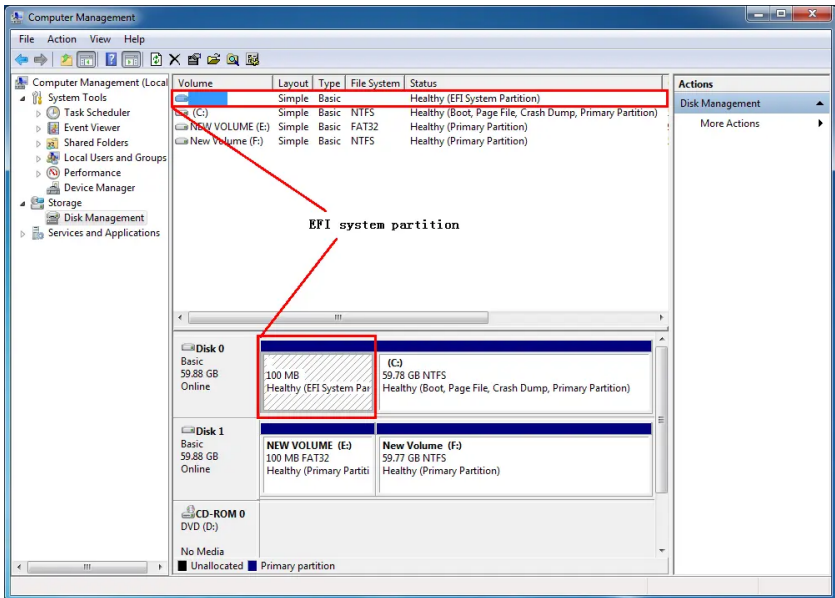 Computer Management
File Action View Help
Computer Management (Local
System Tools
Task Scheduler
Event Viewer
Shared Folders
Local Users and Groups
Performance
Device Manager
Storage
Disk Management
Services and Applications
Volume Layout Type File System Status
Simple Basic Healthy (EFI System Partition)
(C:) Simple Basic NTFS Healthy (Boot, Page File, Crash Dump, Primary Partition)
NEW VOLUME (E:) Simple Basic FAT32 Healthy (Primary Partition)
New Volume (F:) Simple Basic NTFS Healthy (Primary Partition)
EFI system partition
Disk 0
Basic
59.88 GB
Online
100 MB
Healthy (EFI System Par
(C:)
59.78 GB NTFS
Healthy (Boot, Page File, Crash Dump, Primary Partition)
Disk 1
Basic
59.88 GB
Online
NEW VOLUME (E:)
100 MB FAT32
Healthy (Primary Partiti
New Volume (F:)
59.77 GB NTFS
Healthy (Primary Partition)
CD-ROM 0
DVD (D:)
No Media
Unallocated Primary partition
Actions
Disk Management
More Actions